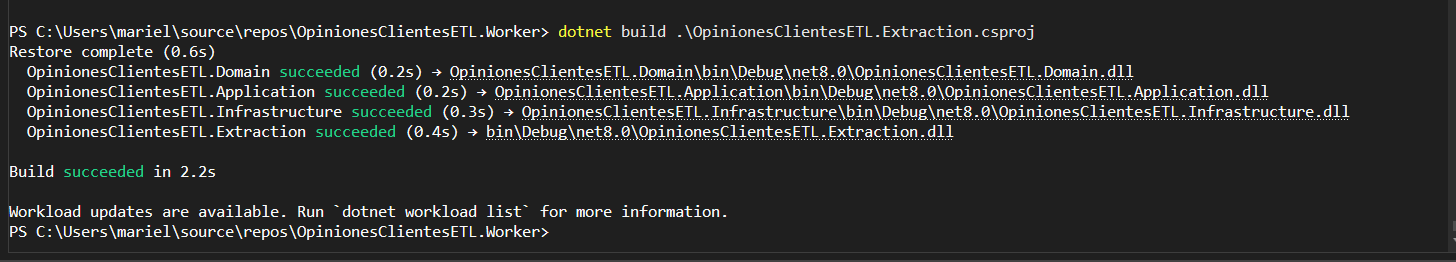 PS C:\Users\mariel\source\repos\OpinionesClientesETL.Worker> dotnet build .\OpinionesClientesETL.Extraction.csproj
Restore complete (0.6s)
  OpinionesClientesETL.Domain succeeded (0.2s) → OpinionesClientesETL.Domain\bin\Debug\net8.0\OpinionesClientesETL.Domain.dll
  OpinionesClientesETL.Application succeeded (0.2s) → OpinionesClientesETL.Application\bin\Debug\net8.0\OpinionesClientesETL.Application.dll
  OpinionesClientesETL.Infrastructure succeeded (0.3s) → OpinionesClientesETL.Infrastructure\bin\Debug\net8.0\OpinionesClientesETL.Infrastructure.dll
  OpinionesClientesETL.Extraction succeeded (0.4s) → bin\Debug\net8.0\OpinionesClientesETL.Extraction.dll

Build succeeded in 2.2s

Workload updates are available. Run `dotnet workload list` for more information.
PS C:\Users\mariel\source\repos\OpinionesClientesETL.Worker>